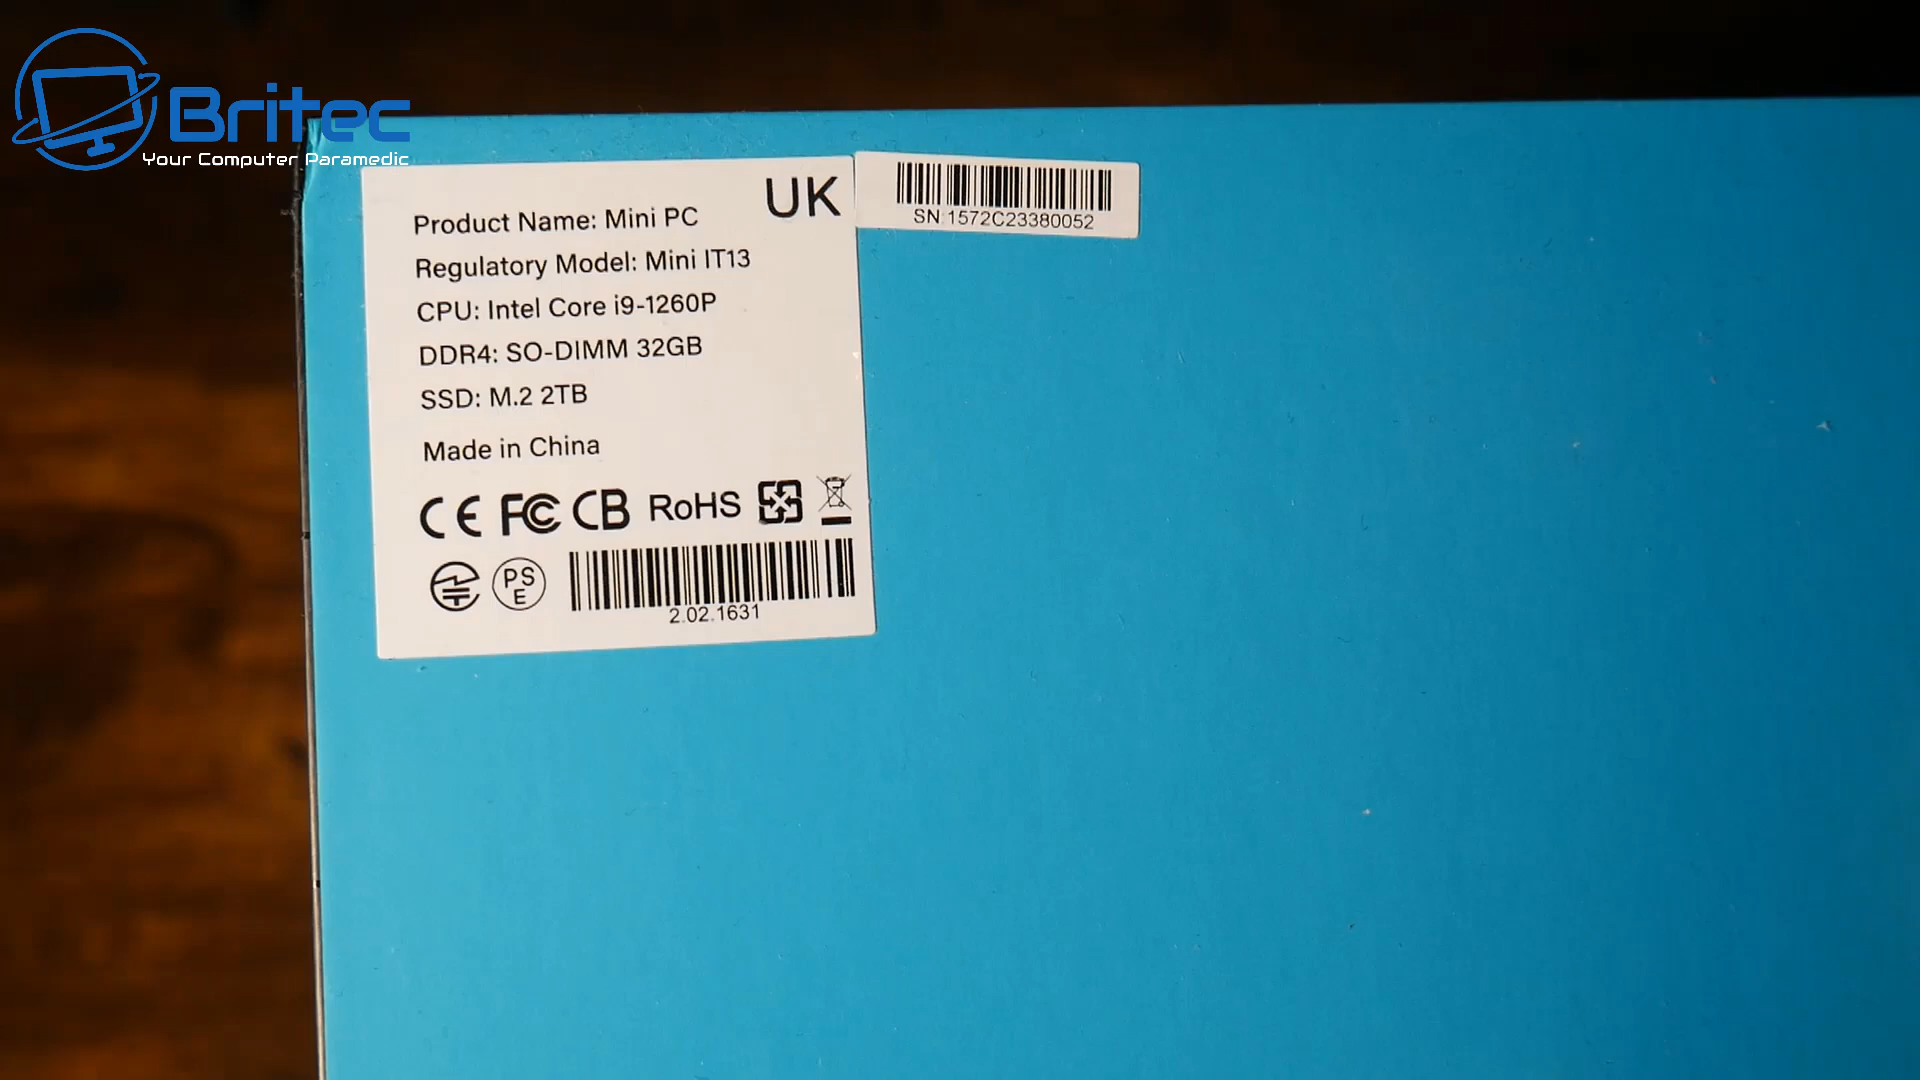 Britec
Your Computer Paramedic
UK
Product Name: Mini PC
Regulatory Model: Mini IT13
CPU: Intel Core i9-1260P
DDR4: SO-DIMM 32GB
SSD: M.2 2TB
Made in China
CE FC CB RoHS
PS
E
2.02.1631
SN:1572C23380052